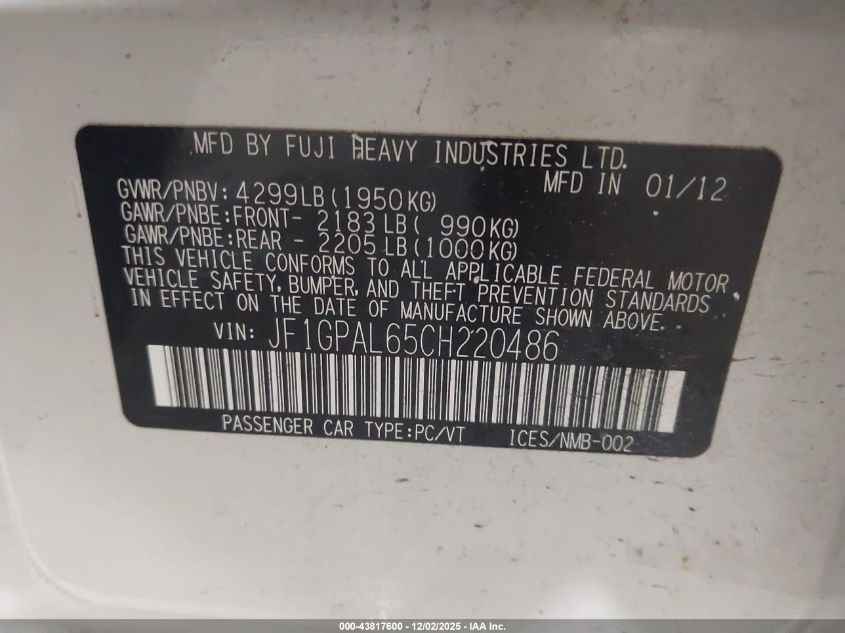 MFD BY FUJI HEAVY INDUSTRIES LTD.
MFD IN 01/12
GVWR/PNBV: 4299LB(1950KG)
GAWR/PNBE:FRONT- 2183LB( 990KG)
GAWR/PNBE:REAR - 2205LB(1000KG)
THIS VEHICLE CONFORMS TO ALL APPLICABLE FEDERAL MOTOR
VEHICLE SAFETY, BUMPER, AND THEFT PREVENTION STANDARDS
IN EFFECT ON THE DATE OF MANUFACTURE SHOWN ABOVE.
VIN: JF1GPAL65CH220486
PASSENGER CAR TYPE:PC/VT ICES/NMB-002
000-43817600 - 12/02/2025 - IAA Inc.